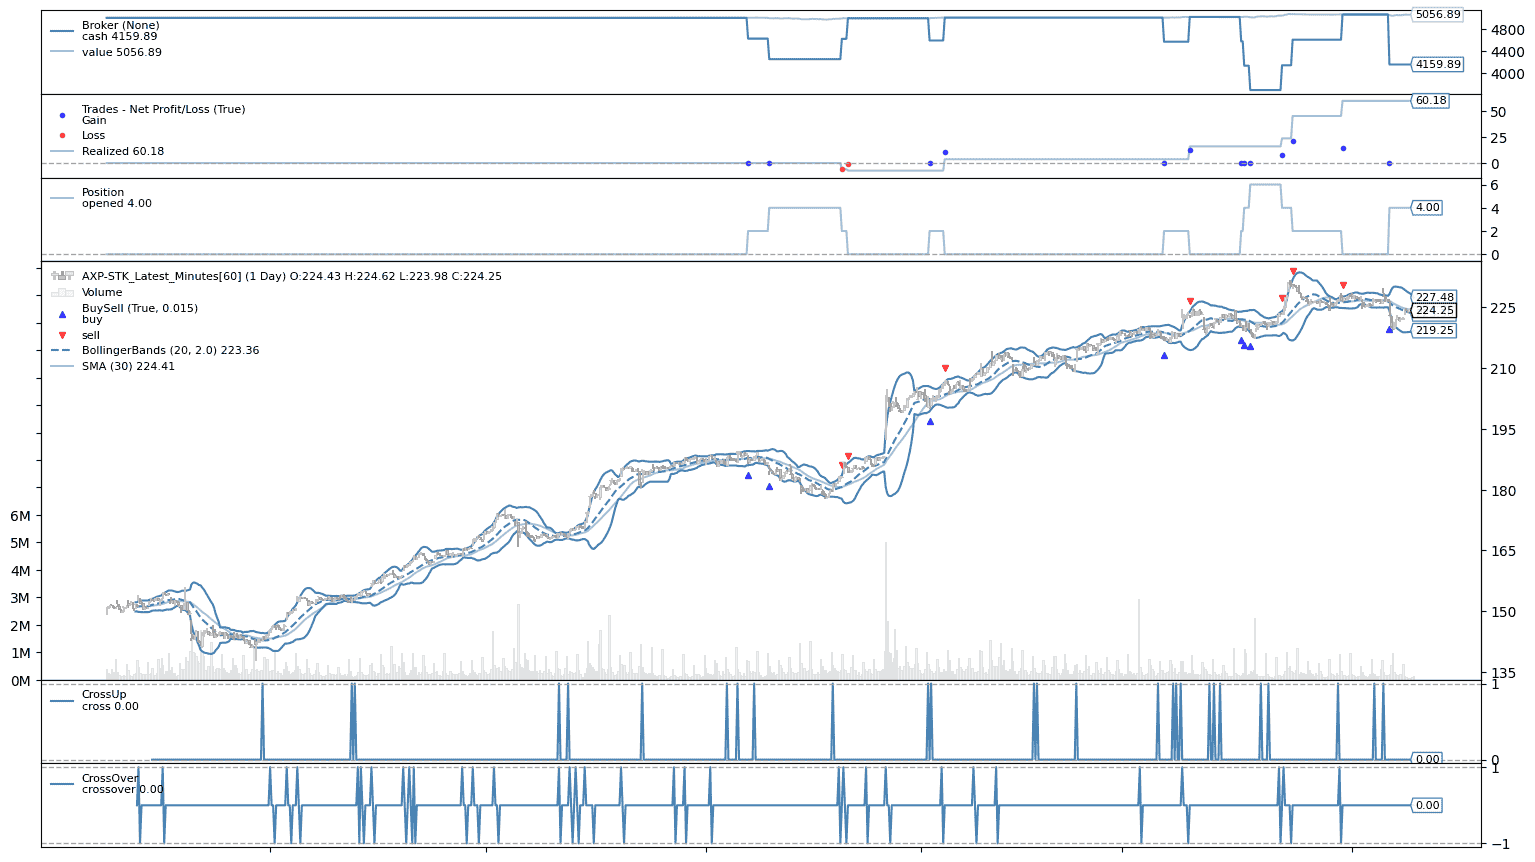 Broker (None)
cash 4159.89
value 5056.89
5056.89
4800
4400
4159.89
4000
Trades - Net Profit/Loss (True)
Gain
Loss
Realized 60.18
60.18
50
25
0
Position
opened 4.00
6
4.00
4
2
0
AXP-STK_Latest_Minutes[60] (1 Day) O:224.43 H:224.62 L:223.98 C:224.25
Volume
BuySell (True, 0.015)
buy
sell
BollingerBands (20, 2.0) 223.36
SMA (30) 224.41
227.48
224.25
225
219.25
210
195
180
165
150
135
6M
5M
4M
3M
2M
1M
0M
CrossUp
cross 0.00
1
0.00
0
CrossOver
crossover 0.00
1
0.00
−1